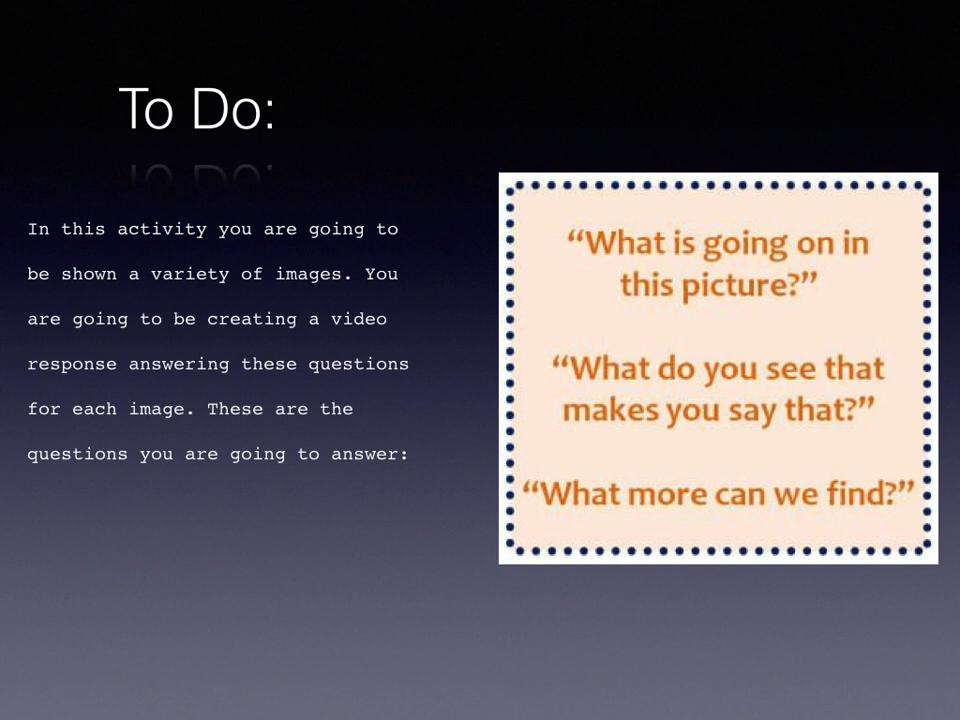 To Do:
In this activity you are going to
be shown a variety of images. You
are going to be creating a video
response answering these questions
for each image. These are the
questions you are going to answer:
“What is going on in
this picture?”
“What do you see that
makes you say that?”
“What more can we find?”